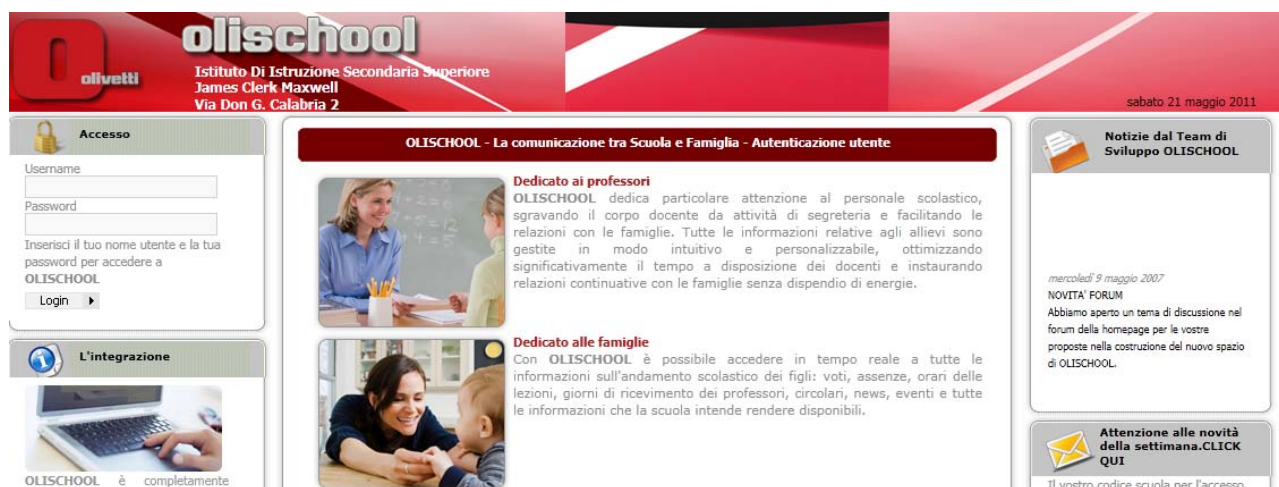 olischool
olivetti
Istituto Di Istruzione Secondaria Superiore
James Clerk Maxwell
Via Don G. Calabria 2
sabato 21 maggio 2011
Accesso
Username
Password
Inserisci il tuo nome utente e la tua
password per accedere a
OLISCHOOL
Login
L'integrazione
OLISCHOOL è completamente
OLISCHOOL - La comunicazione tra Scuola e Famiglia - Autenticazione utente
Dedicato ai professori
OLISCHOOL dedica particolare attenzione al personale scolastico,
sgravando il corpo docente da attività di segreteria e facilitando le
relazioni con le famiglie. Tutte le informazioni relative agli allievi sono
gestite in modo intuitivo e personalizzabile, ottimizzando
significativamente il tempo a disposizione dei docenti e instaurando
relazioni continuative con le famiglie senza dispendio di energie.
Dedicato alle famiglie
Con OLISCHOOL è possibile accedere in tempo reale a tutte le
informazioni sull'andamento scolastico dei figli: voti, assenze, orari delle
lezioni, giorni di ricevimento dei professori, circolari, news, eventi e tutte
le informazioni che la scuola intende rendere disponibili.
Notizie dal Team di
Sviluppo OLISCHOOL
mercoledì 9 maggio 2007
NOVITA' FORUM
Abbiamo aperto un tema di discussione nel
forum della homepage per le vostre
proposte nella costruzione del nuovo spazio
di OLISCHOOL.
Attenzione alle novità
della settimana.CLICK
QUI
Il vostro codice scuola per l'accesso